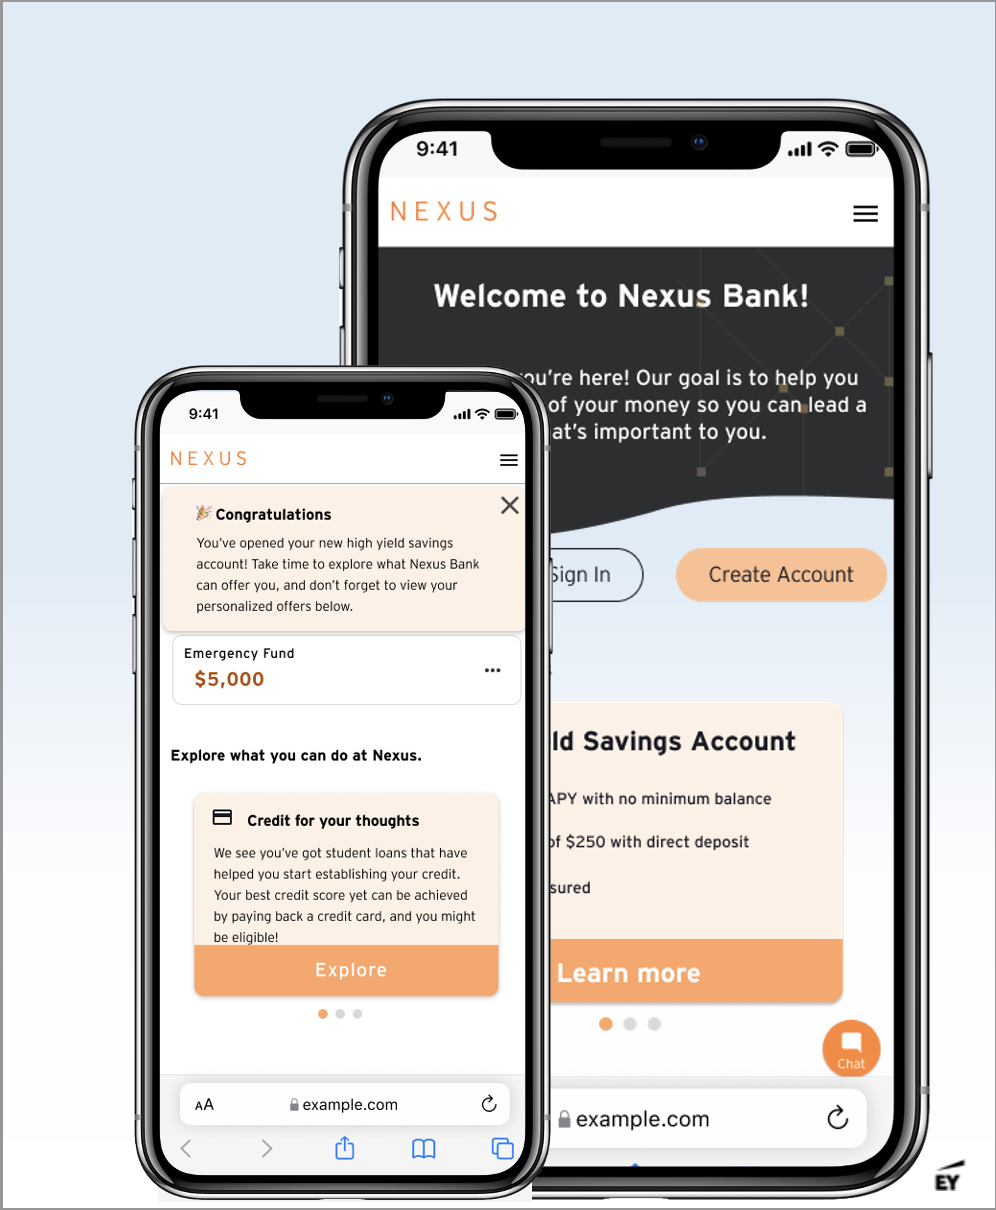 9:41
NEXUS
Welcome to Nexus Bank!
you're here! Our goal is to help you
of your money so you can lead a
at's important to you.
Sign In
Create Account
ld Savings Account
APY with no minimum balance
of $250 with direct deposit
sured
Learn more
Chat
example.com
9:41
NEXUS
Congratulations
You've opened your new high yield savings
account! Take time to explore what Nexus Bank
can offer you, and don't forget to view your
personalized offers below.
Emergency Fund
$5,000
Explore what you can do at Nexus.
Credit for your thoughts
We see you've got student loans that have
helped you start establishing your credit.
Your best credit score yet can be achieved
by paying back a credit card, and you might
be eligible!
Explore
AA
example.com
EY